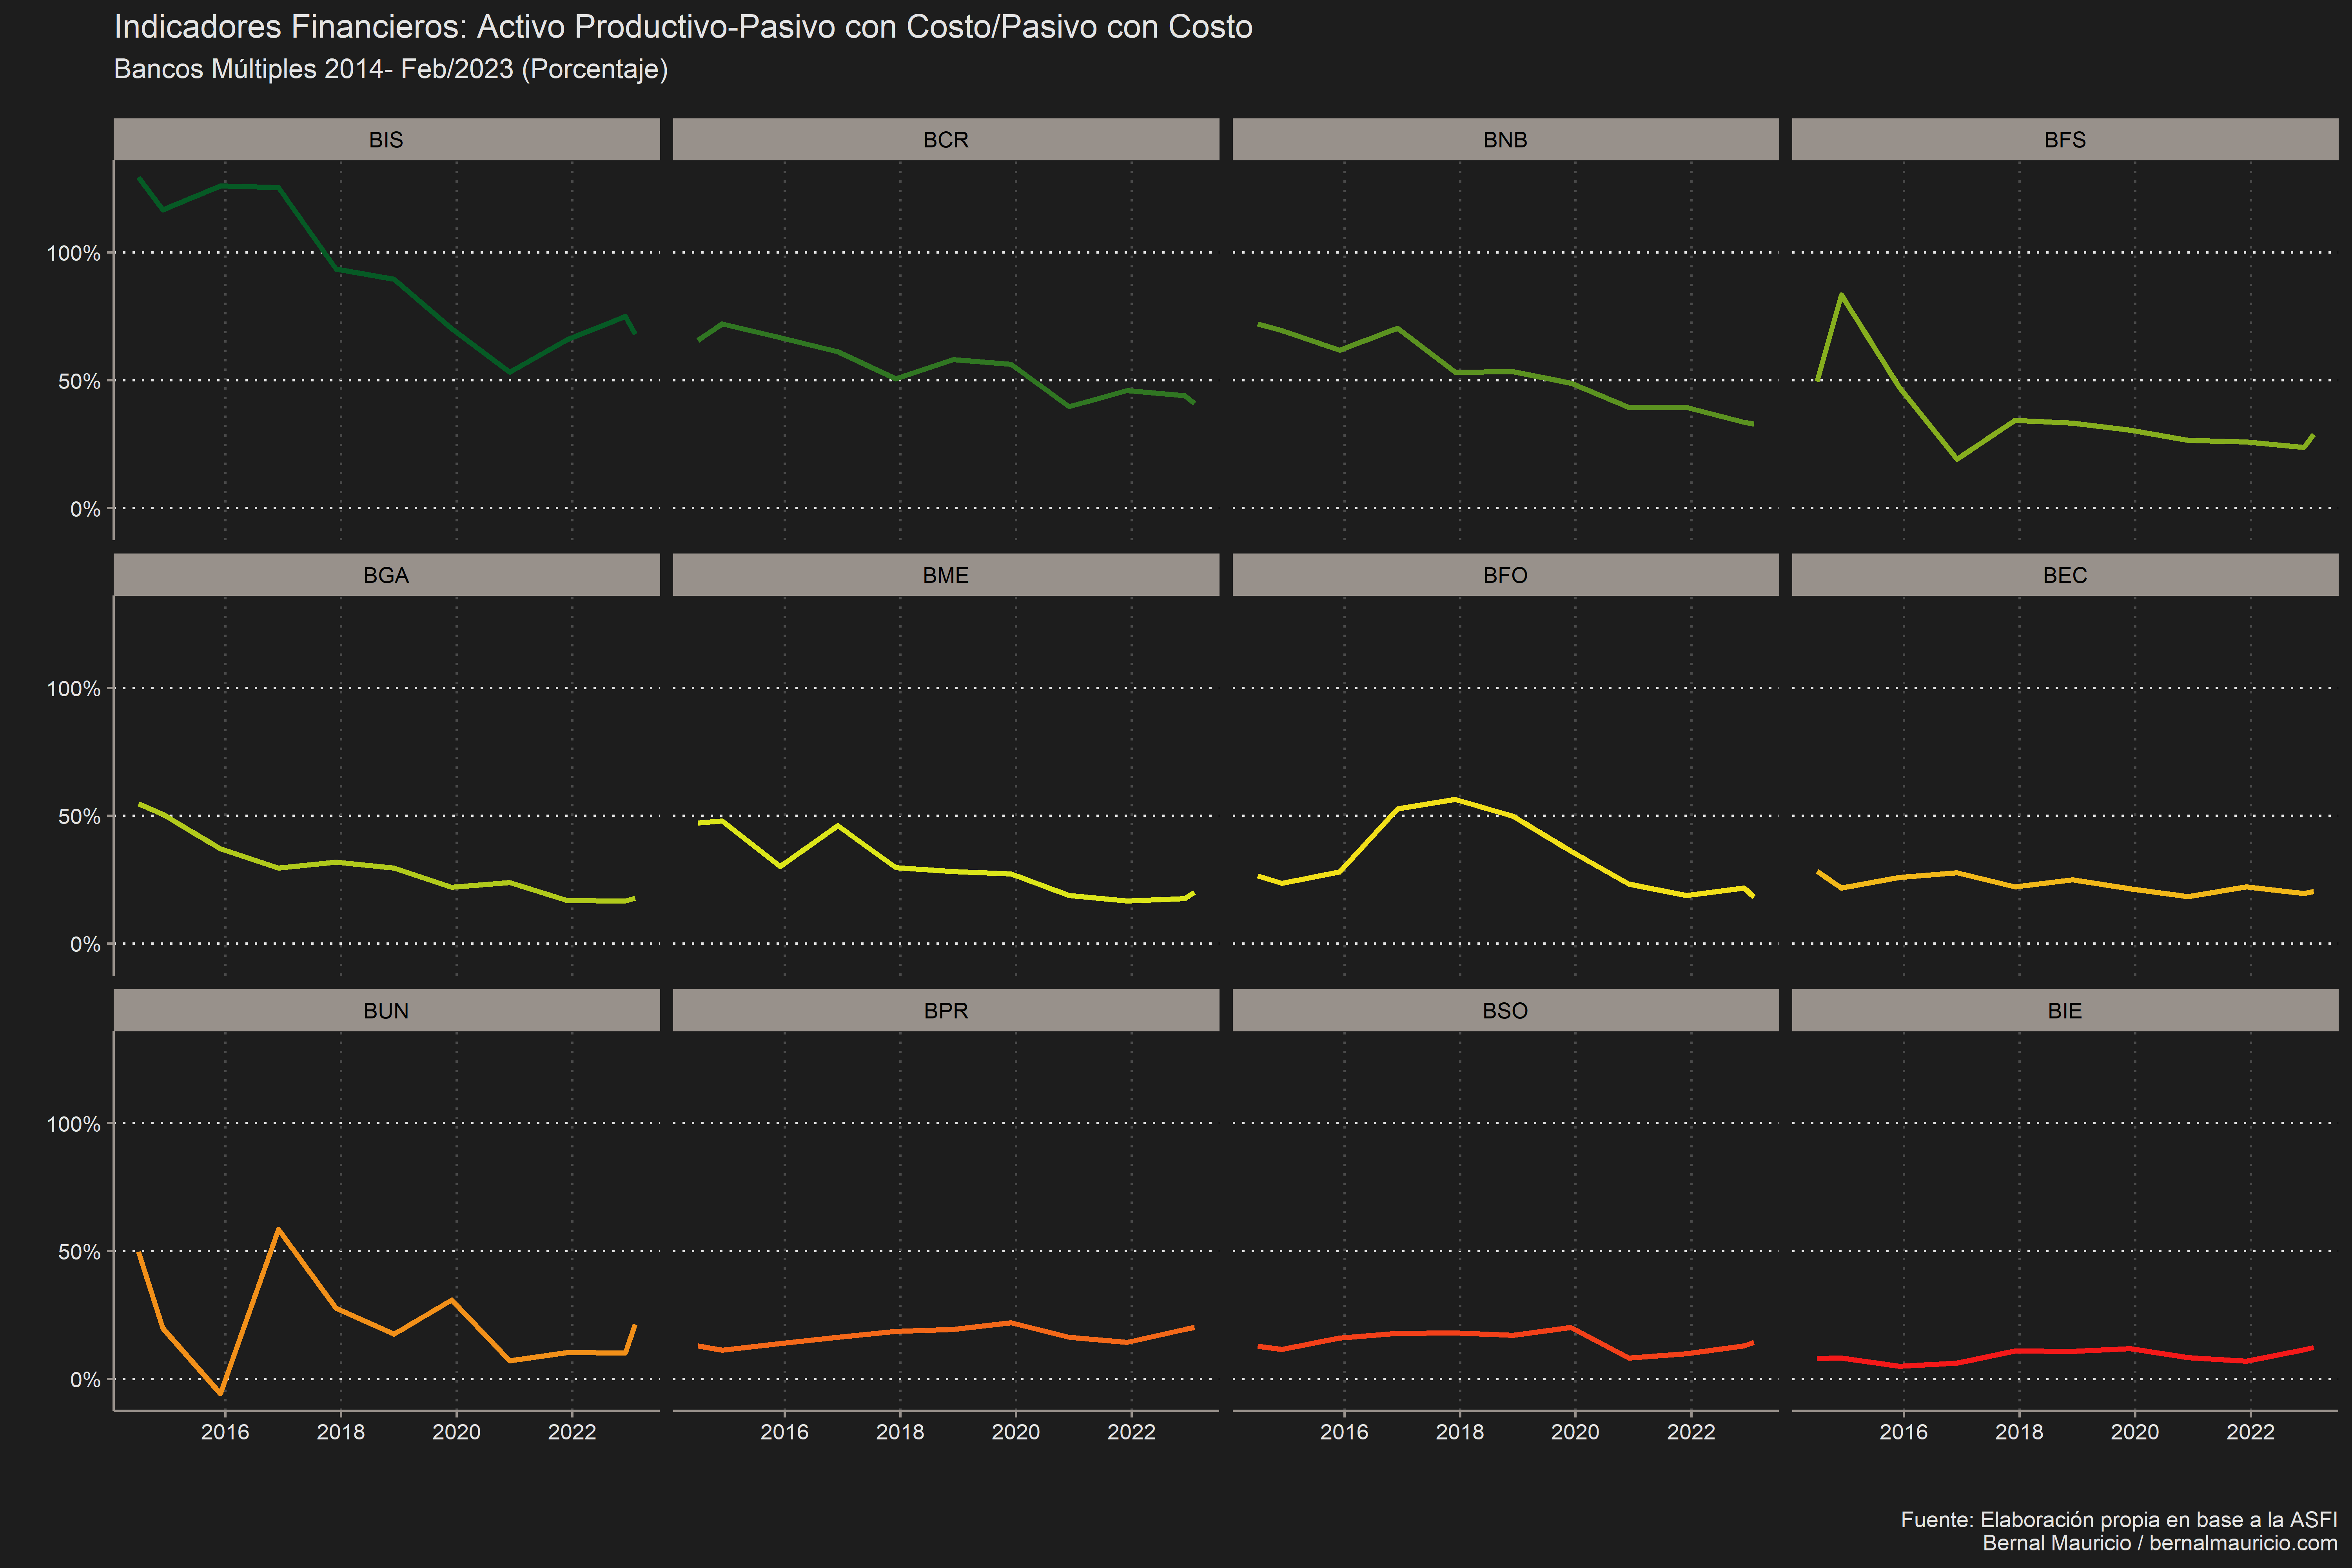 Indicadores Financieros: Activo Productivo-Pasivo con Costo/Pasivo con Costo
Bancos Múltiples 2014- Feb/2023 (Porcentaje)
BIS BCR BNB BFS
100%
50%
0%
BGA BME BFO BEC
100%
50%
0%
BUN BPR BSO BIE
100%
50%
0%
2016 2018 2020 2022 2016 2018 2020 2022 2016 2018 2020 2022 2016 2018 2020 2022
Fuente: Elaboración propia en base a la ASFI
Bernal Mauricio / bernalmauricio.com